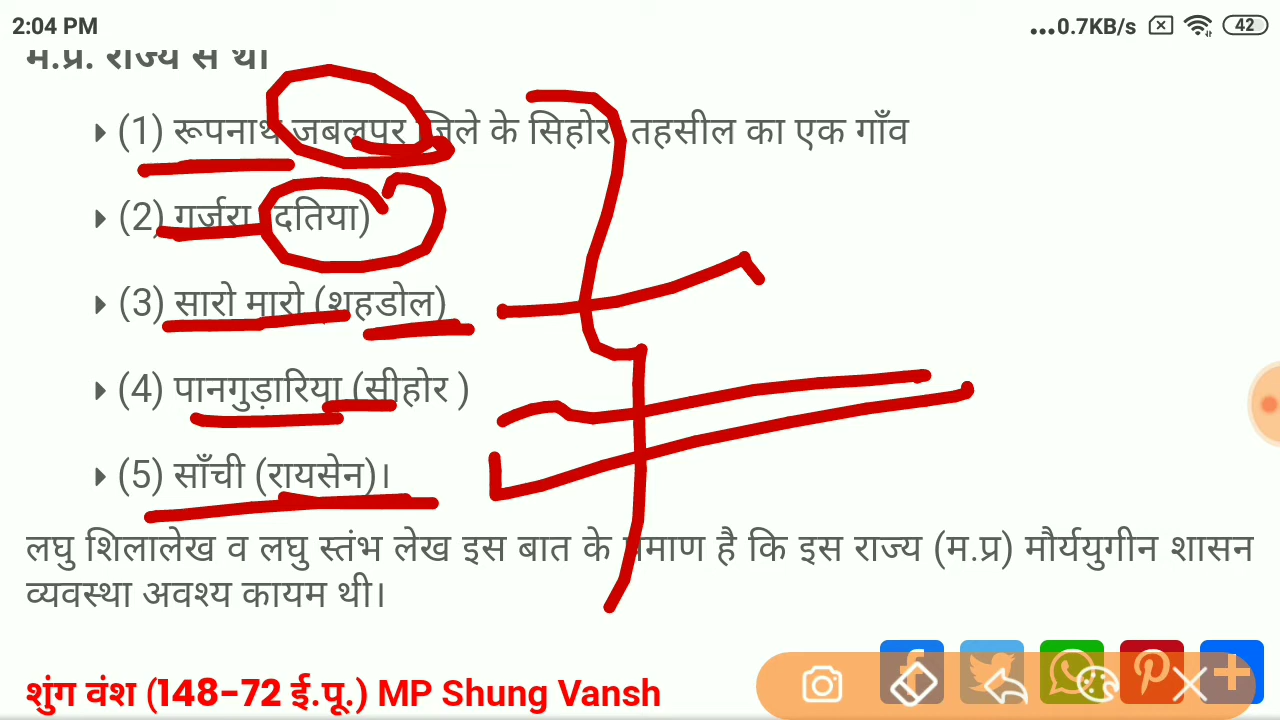 2:04 PM ...0.7KB/s 42
म.प्र. राज्य से थी
(1) रूपनाथ जबलपुर जिले के सिहोर तहसील का एक गाँव
(2) गुर्जरा (दतिया)
(3) सारो मारो (शहडोल)
(4) पानगुड़ारिया (सीहोर )
(5) साँची (रायसेन)।
लघु शिलालेख व लघु स्तंभ लेख इस बात के प्रमाण है कि इस राज्य (म.प्र) मौर्ययुगीन शासन
व्यवस्था अवश्य कायम थी।
शुंग वंश (148-72 ई.पू.) MP Shung Vansh